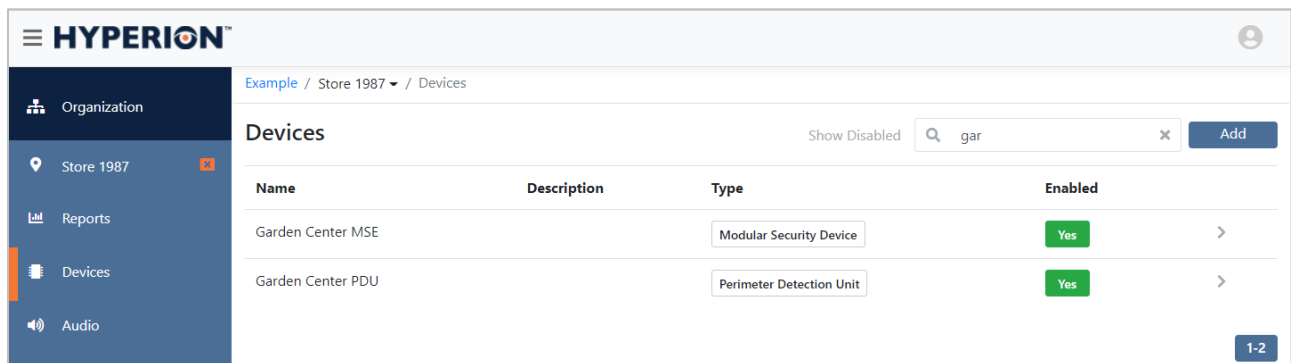 HYPERION™
Example / Store 1987 / Devices
Organization
Devices
Show Disabled
gar
Add
Store 1987
Name Description Type Enabled
Reports
Garden Center MSE Modular Security Device Yes
Devices
Garden Center PDU Perimeter Detection Unit Yes
Audio
1-2